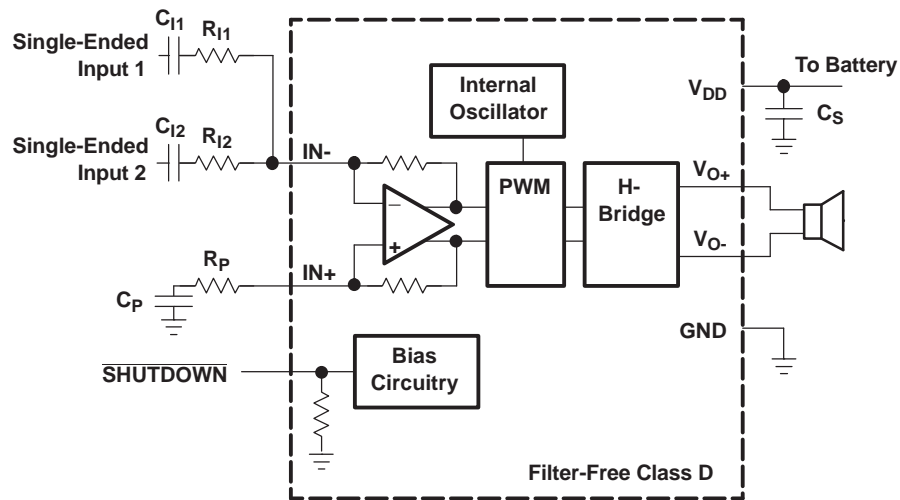 C_I1
R_I1
Single-Ended
Input 1
C_I2
R_I2
Single-Ended
Input 2
IN-
R_P
IN+
C_P
SHUTDOWN
Internal
Oscillator
PWM
H-
Bridge
−
+
Bias
Circuitry
V_DD
To Battery
C_S
V_O+
V_O-
GND
Filter-Free Class D